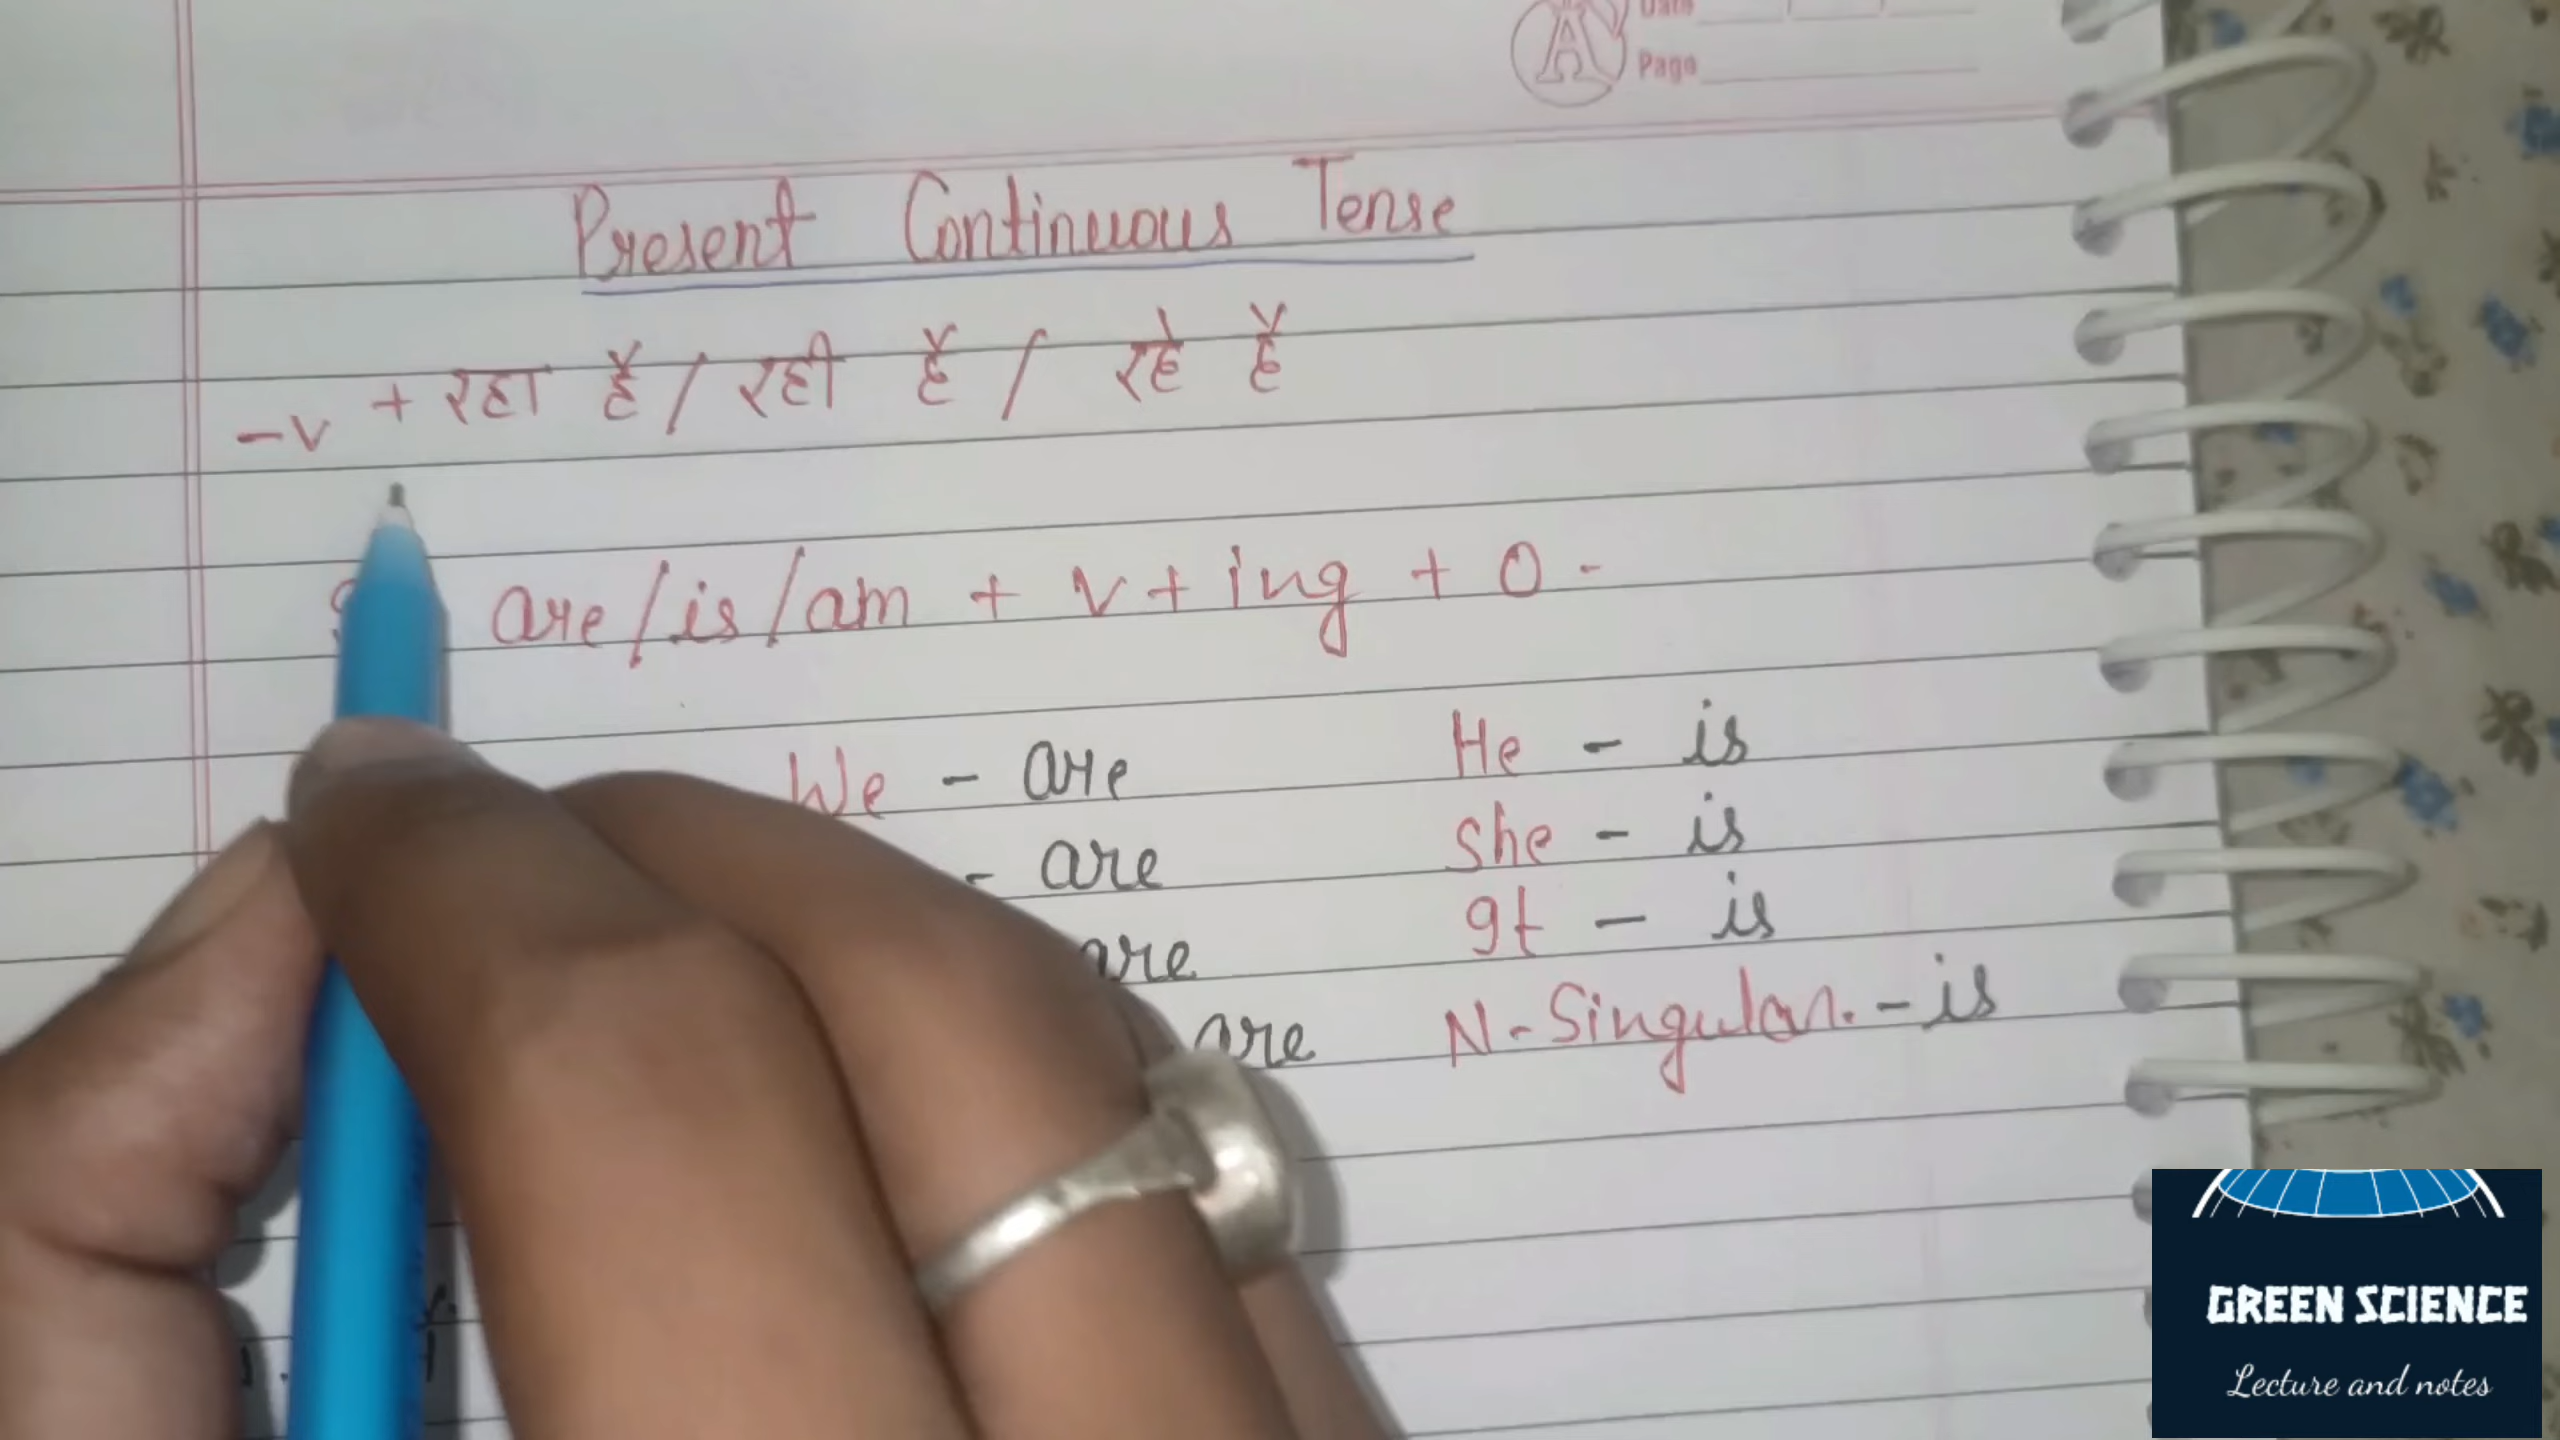 Date
Page
Present Continuous Tense
-v + रहा हैं / रही हैं / रहे हैं
are/is/am + v + ing + O.
We - are He - is
- are She - is
are It - is
are N-Singular. - is
GREEN SCIENCE
Lecture and notes